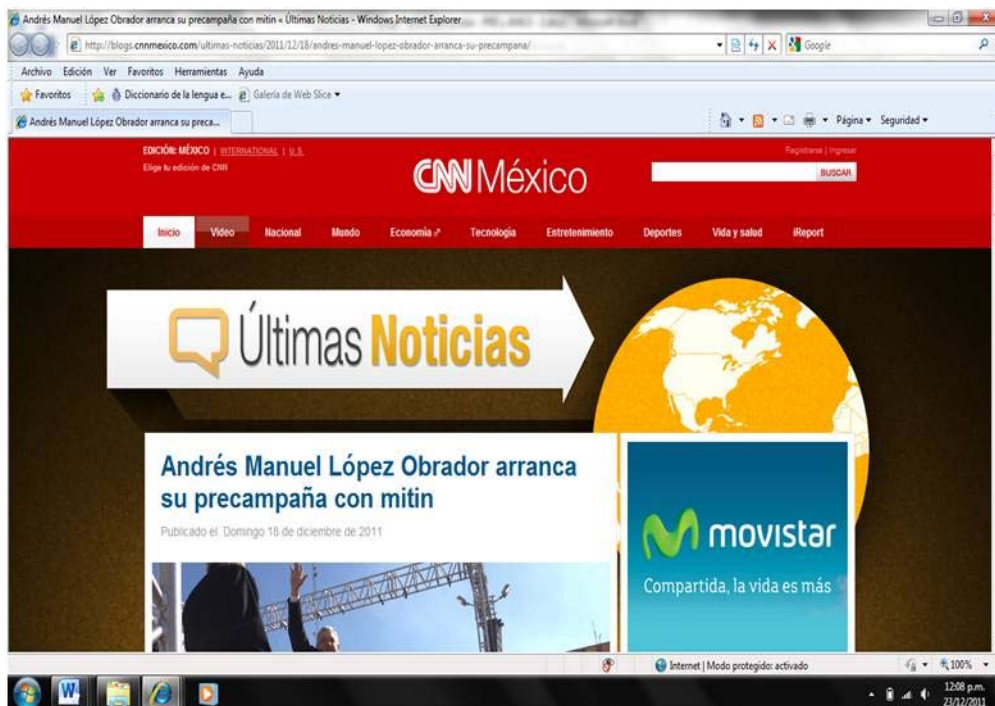 Andrés Manuel López Obrador arranca su precampaña con mitin « Últimas Noticias - Windows Internet Explorer
http://blogs.cnnmexico.com/ultimas-noticias/2011/12/18/andres-manuel-lopez-obrador-arranca-su-precampana/
Google
Archivo Edición Ver Favoritos Herramientas Ayuda
Favoritos Diccionario de la lengua e... Galería de Web Slice
Andrés Manuel López Obrador arranca su preca...
Página Seguridad
EDICIÓN: MÉXICO | INTERNATIONAL | U.S.
Elige tu edición de CNN
CNN México
Registrarse | Ingresar
BUSCAR
Inicio Video Nacional Mundo Economía Tecnología Entretenimiento Deportes Vida y salud iReport
Últimas Noticias
Andrés Manuel López Obrador arranca
su precampaña con mitin
Publicado el: Domingo 18 de diciembre de 2011
movistar
Compartida, la vida es más
Internet | Modo protegido: activado
100%
12:08 p.m.
23/12/2011